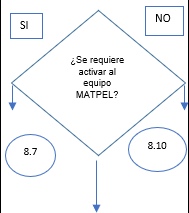 SI
NO
¿Se requiere
activar al
equipo
MATPEL?
8.7
8.10